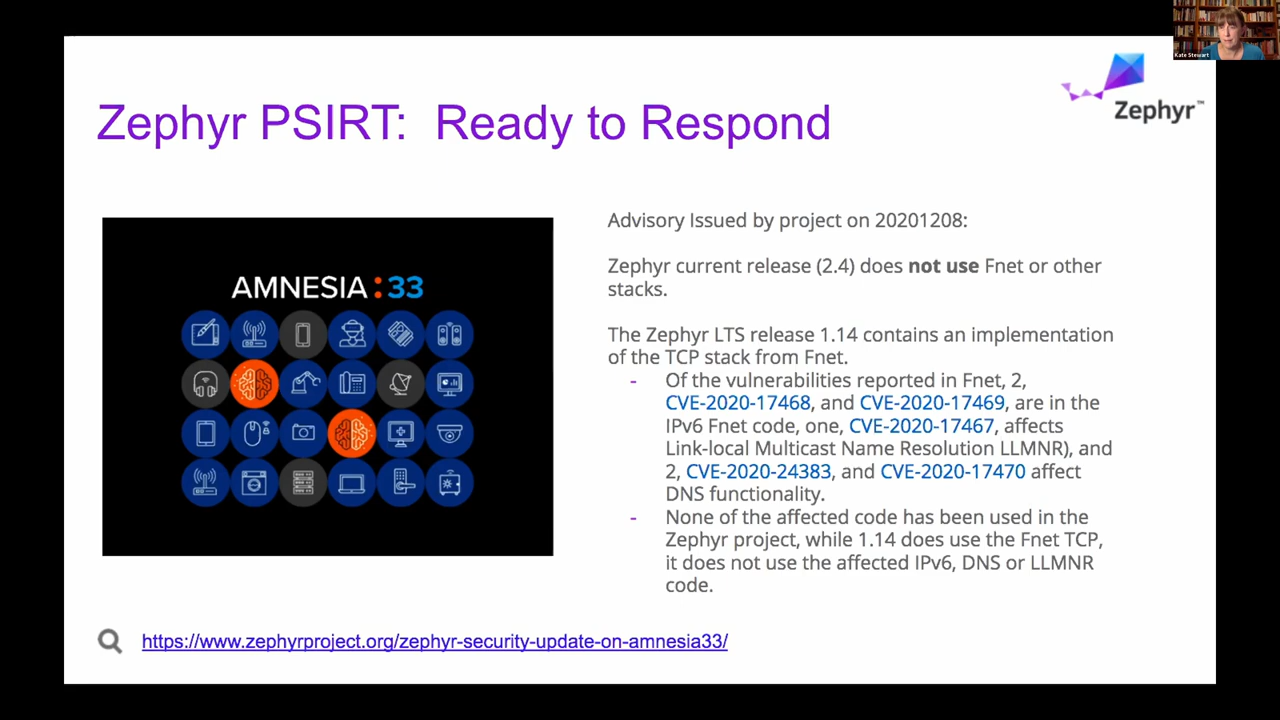 Kate Stewart
Zephyr™
Zephyr PSIRT: Ready to Respond
AMNESIA:33
Advisory Issued by project on 20201208:
Zephyr current release (2.4) does not use Fnet or other
stacks.
The Zephyr LTS release 1.14 contains an implementation
of the TCP stack from Fnet.
- Of the vulnerabilities reported in Fnet, 2,
CVE-2020-17468, and CVE-2020-17469, are in the
IPv6 Fnet code, one, CVE-2020-17467, affects
Link-local Multicast Name Resolution LLMNR), and
2, CVE-2020-24383, and CVE-2020-17470 affect
DNS functionality.
- None of the affected code has been used in the
Zephyr project, while 1.14 does use the Fnet TCP,
it does not use the affected IPv6, DNS or LLMNR
code.
https://www.zephyrproject.org/zephyr-security-update-on-amnesia33/